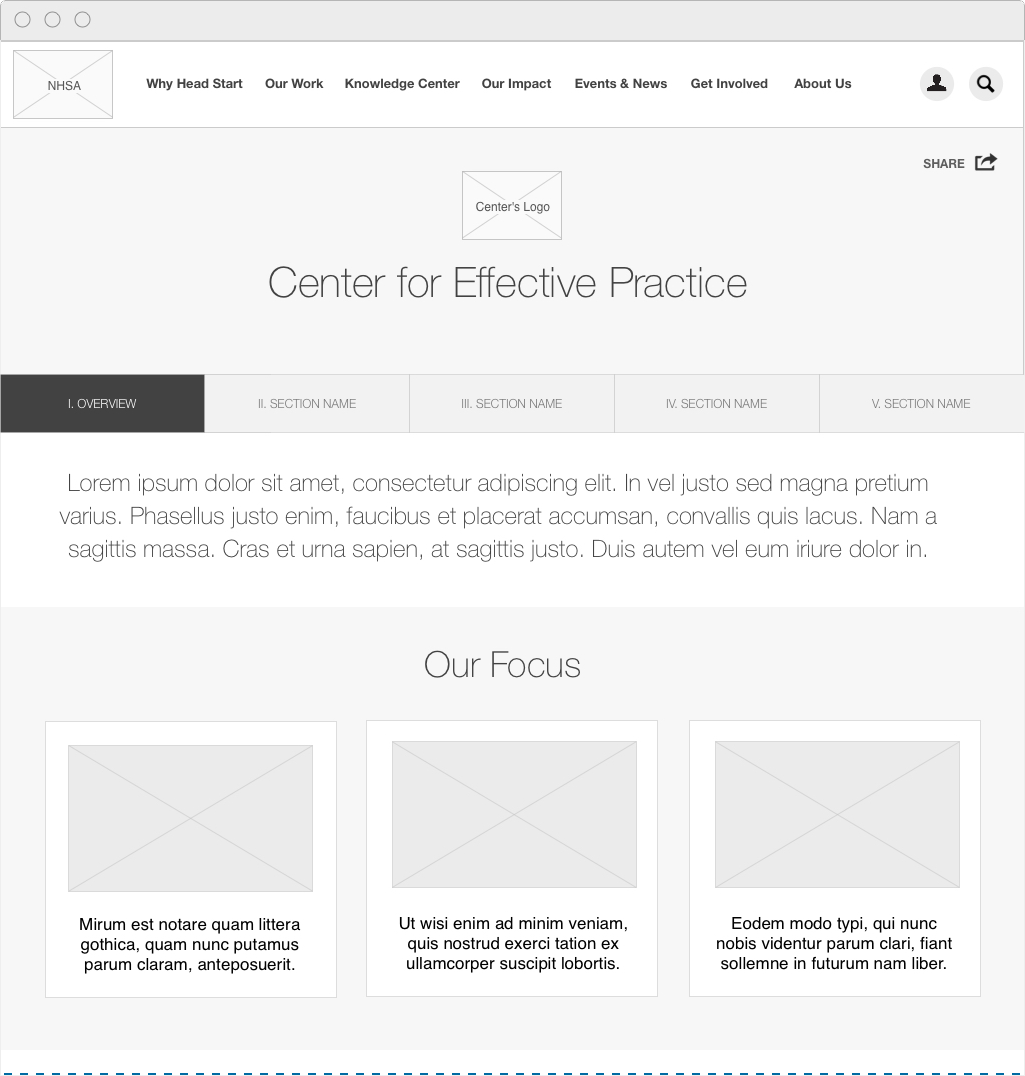 NHSA
Why Head Start Our Work Knowledge Center Our Impact Events & News Get Involved About Us
SHARE
Center's Logo
Center for Effective Practice
I. OVERVIEW II. SECTION NAME III. SECTION NAME IV. SECTION NAME V. SECTION NAME
Lorem ipsum dolor sit amet, consectetur adipiscing elit. In vel justo sed magna pretium
varius. Phasellus justo enim, faucibus et placerat accumsan, convallis quis lacus. Nam a
sagittis massa. Cras et urna sapien, at sagittis justo. Duis autem vel eum iriure dolor in.
Our Focus
Mirum est notare quam littera
gothica, quam nunc putamus
parum claram, anteposuerit.
Ut wisi enim ad minim veniam,
quis nostrud exerci tation ex
ullamcorper suscipit lobortis.
Eodem modo typi, qui nunc
nobis videntur parum clari, fiant
sollemne in futurum nam liber.